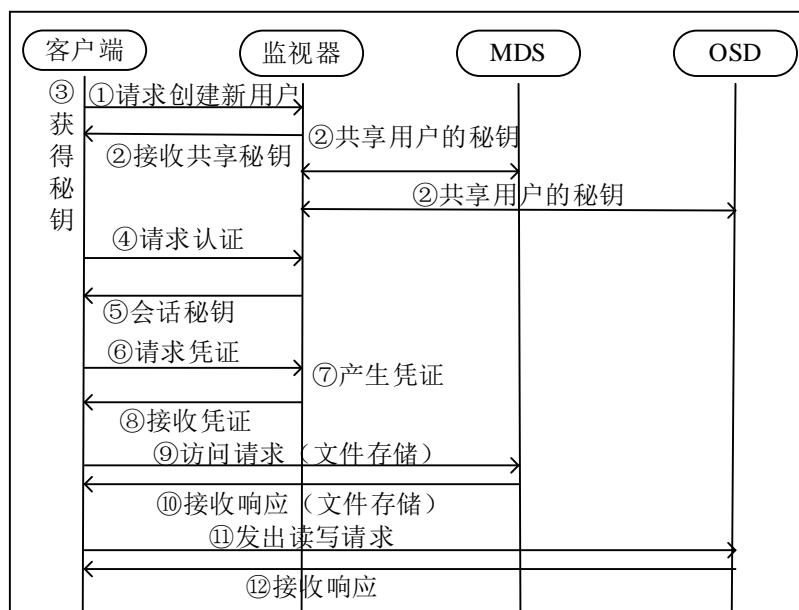 客户端
监视器
MDS
OSD
③获得秘钥
①请求创建新用户
②共享用户的秘钥
②接收共享秘钥
②共享用户的秘钥
④请求认证
⑤会话秘钥
⑥请求凭证
⑦产生凭证
⑧接收凭证
⑨访问请求（文件存储）
⑩接收响应（文件存储）
⑪发出读写请求
⑫接收响应